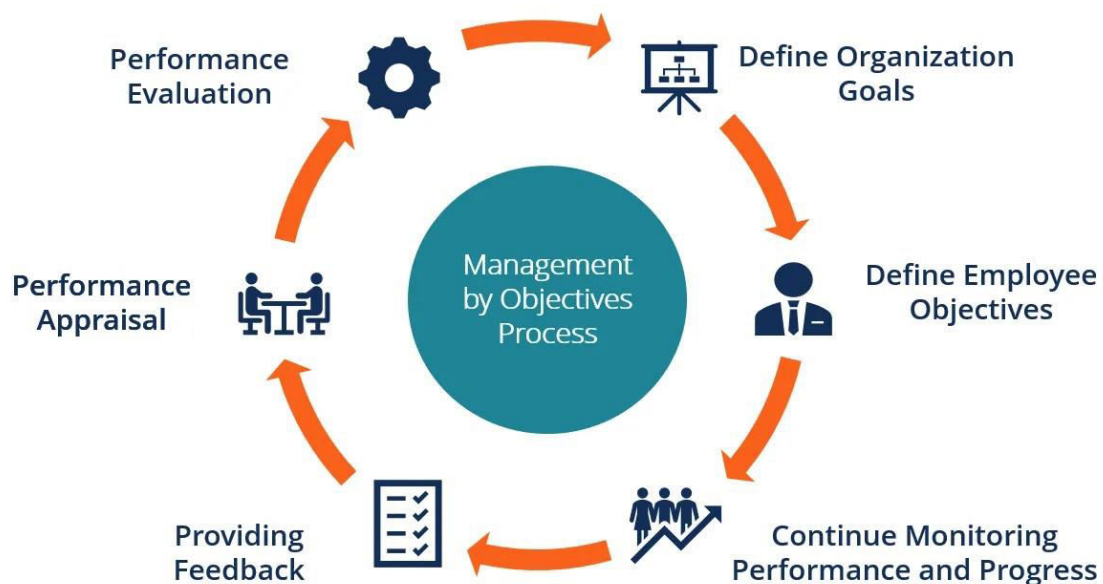 Performance
Evaluation
Define Organization
Goals
Management
by Objectives
Process
Define Employee
Objectives
Performance
Appraisal
Continue Monitoring
Performance and Progress
Providing
Feedback